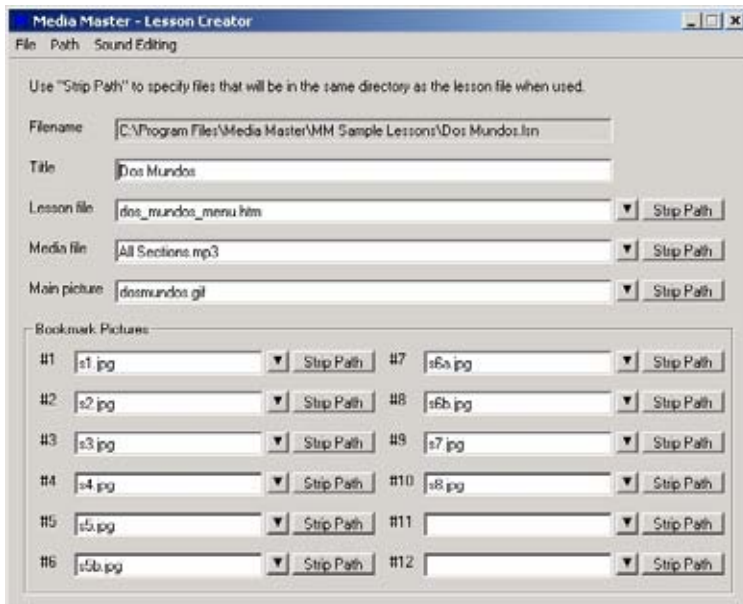 Media Master - Lesson Creator
File Path Sound Editing
Use "Strip Path" to specify files that will be in the same directory as the lesson file when used.
Filename C:\Program Files\Media Master\MM Sample Lessons\Dos Mundos.lsn
Title Dos Mundos
Lesson file dos_mundos_menu.htm Strip Path
Media file All Sections.mp3 Strip Path
Main picture dosmundos.gif Strip Path
Bookmark Pictures
#1 s1.jpg Strip Path #7 s6a.jpg Strip Path
#2 s2.jpg Strip Path #8 s6b.jpg Strip Path
#3 s3.jpg Strip Path #9 s7.jpg Strip Path
#4 s4.jpg Strip Path #10 s8.jpg Strip Path
#5 s5.jpg Strip Path #11 Strip Path
#6 s5b.jpg Strip Path #12 Strip Path